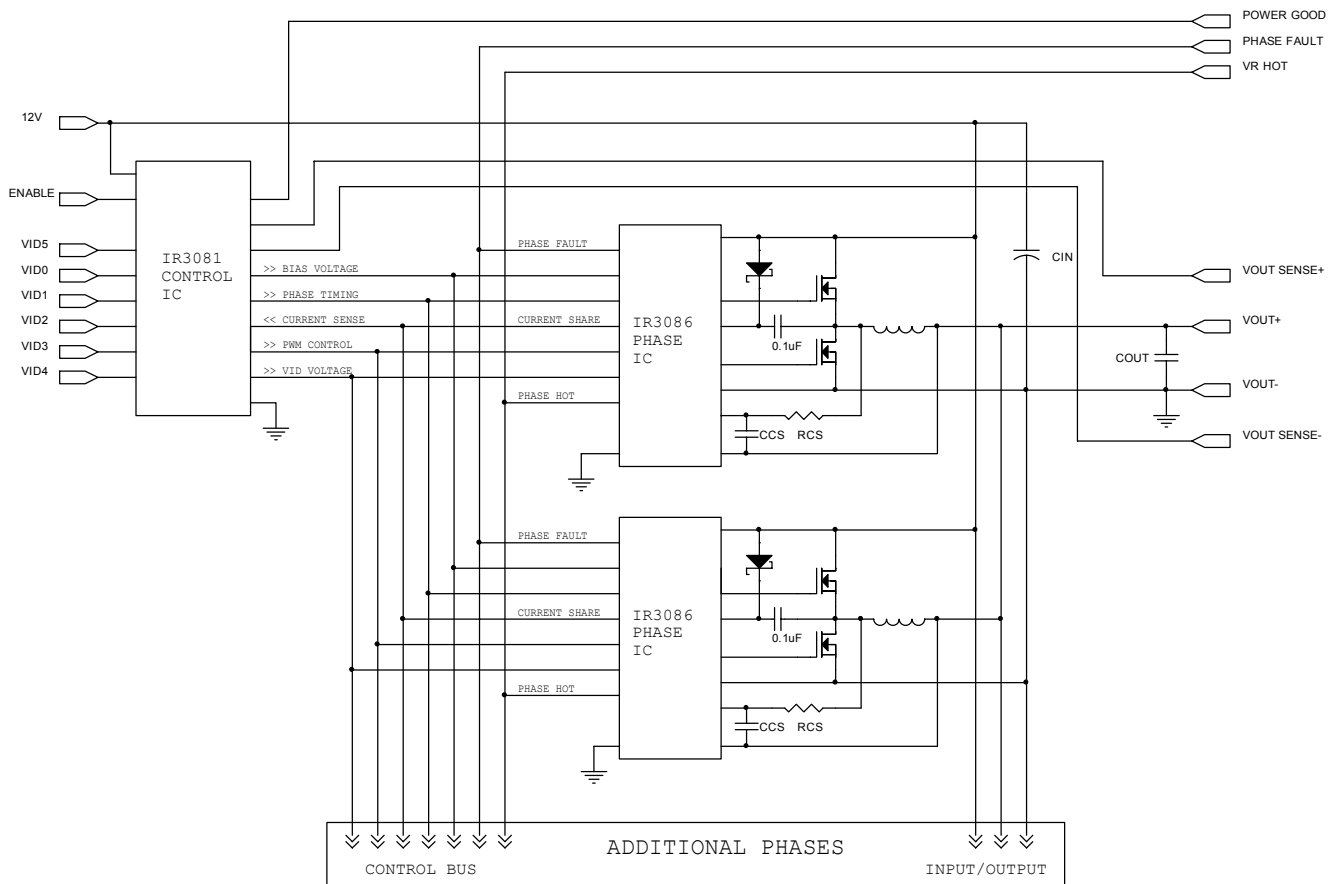 POWER GOOD
PHASE FAULT
VR HOT
12V
ENABLE
VID5
VID0
VID1
VID2
VID3
VID4
IR3081
CONTROL
IC
>> BIAS VOLTAGE
>> PHASE TIMING
<< CURRENT SENSE
>> PWM CONTROL
>> VID VOLTAGE
PHASE FAULT
CURRENT SHARE
PHASE HOT
IR3086
PHASE
IC
0.1uF
CCS RCS
CIN
COUT
VOUT SENSE+
VOUT+
VOUT-
VOUT SENSE-
PHASE FAULT
CURRENT SHARE
PHASE HOT
IR3086
PHASE
IC
0.1uF
CCS RCS
ADDITIONAL PHASES
CONTROL BUS
INPUT/OUTPUT